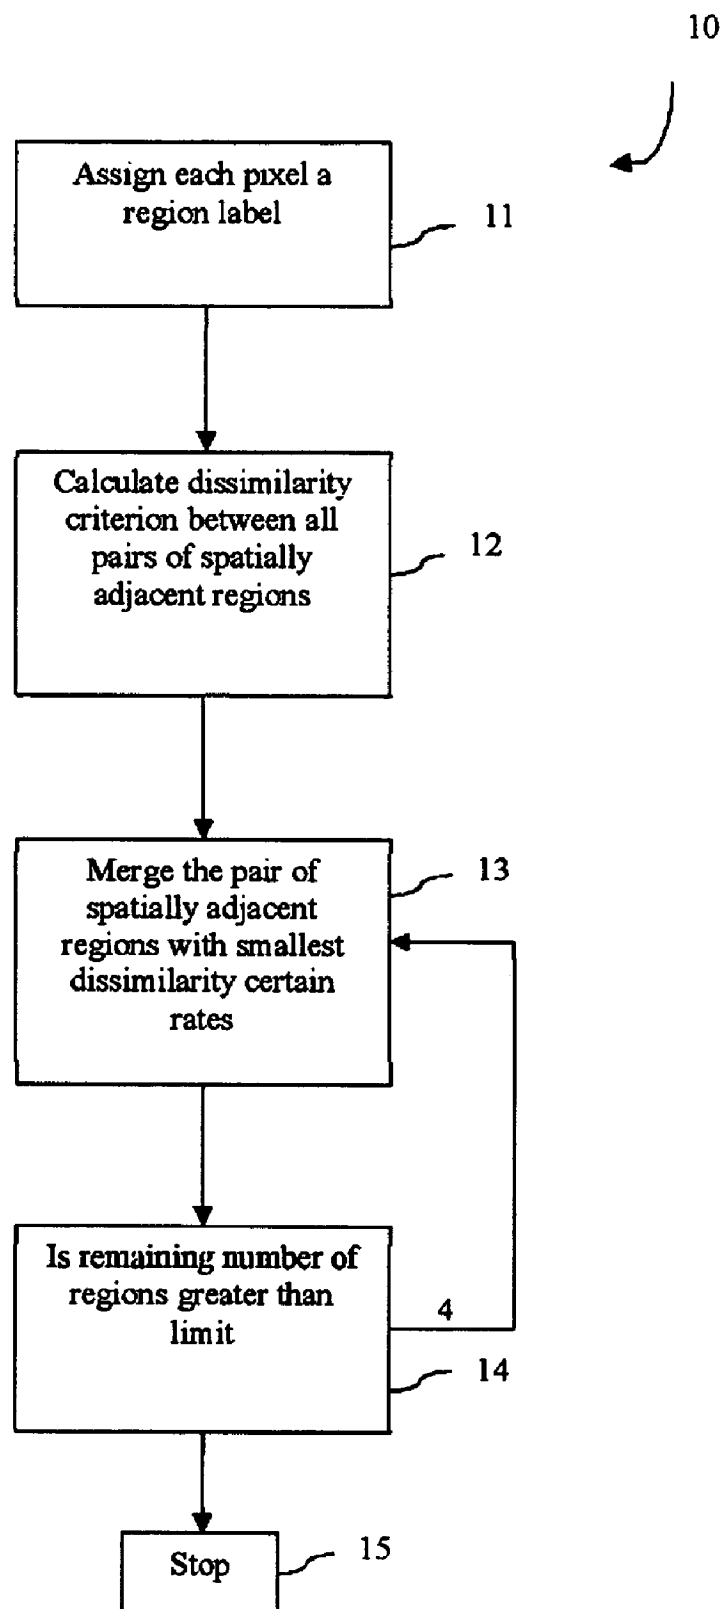 10
Assign each pixel a
region label
11
Calculate dissimilarity
criterion between all
pairs of spatially
adjacent regions
12
Merge the pair of
spatially adjacent
regions with smallest
dissimilarity certain
rates
13
Is remaining number of
regions greater than
limit
4
14
Stop
15